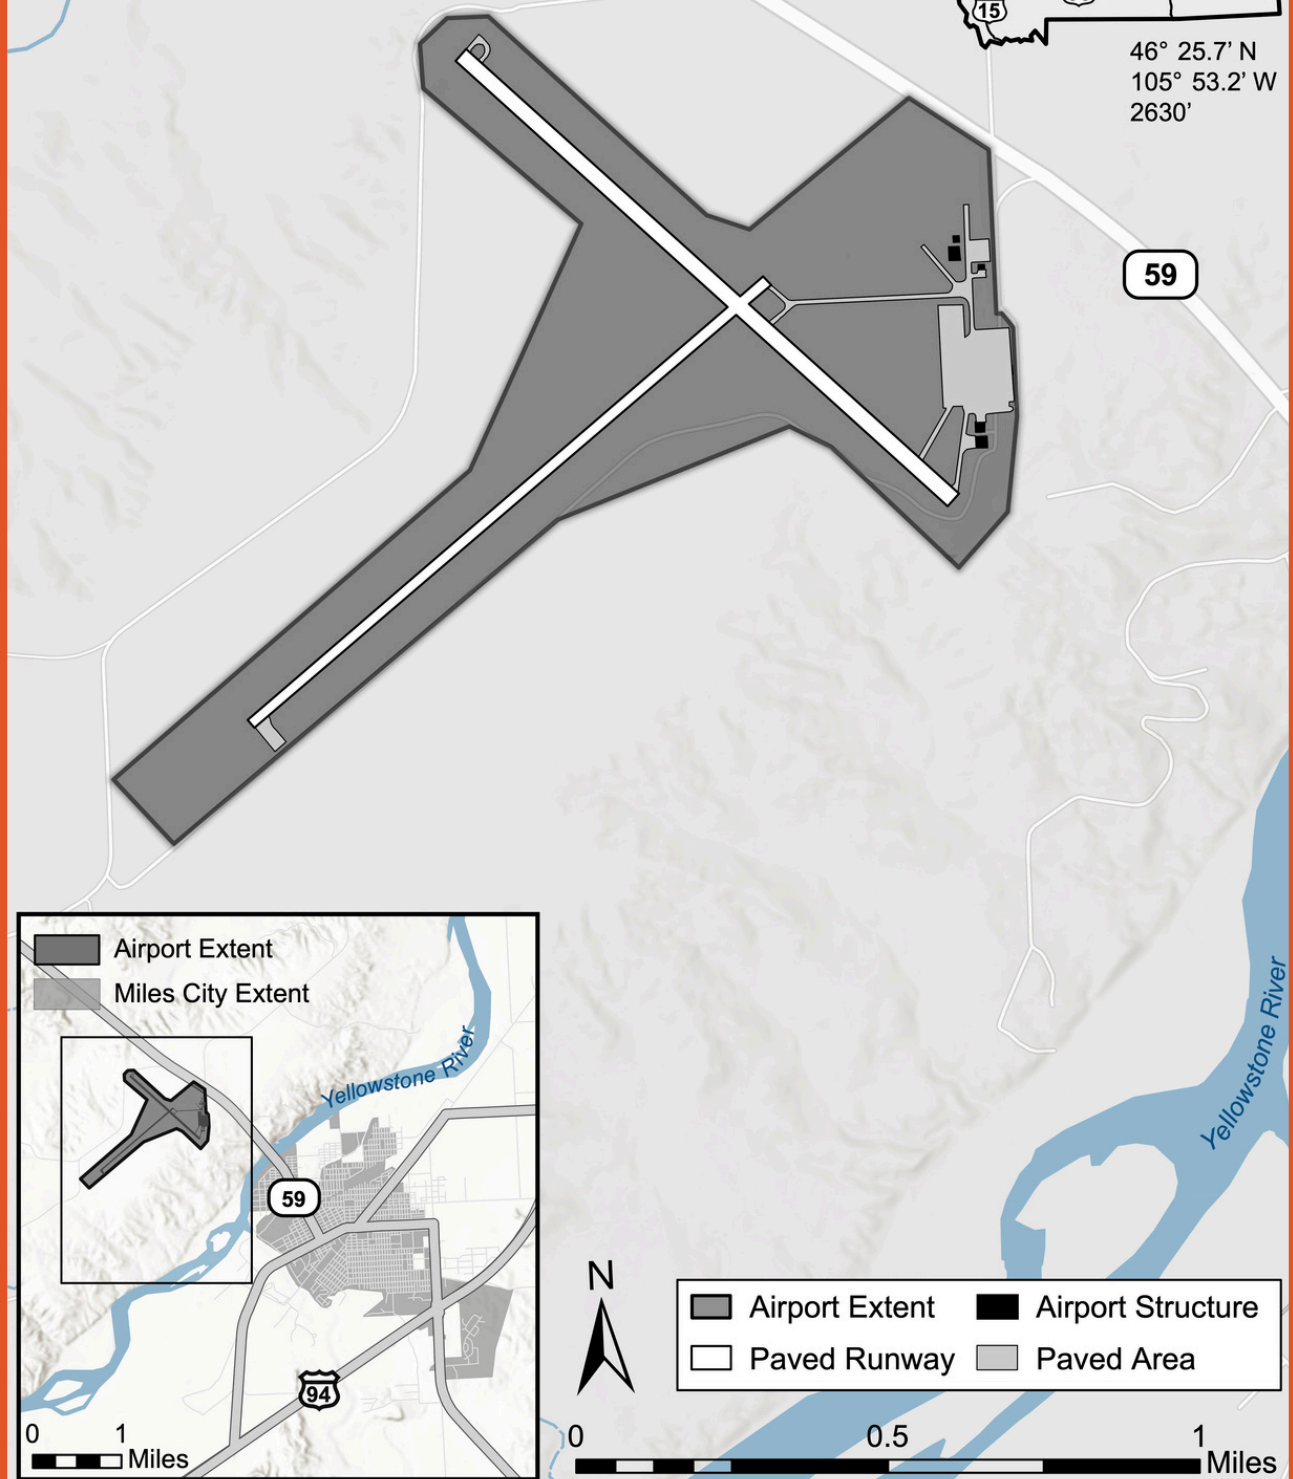 15
46° 25.7' N
105° 53.2' W
2630'
59
Airport Extent
Miles City Extent
Yellowstone River
59
94
0 1
Miles
Yellowstone River
N
Airport Extent
Airport Structure
Paved Runway
Paved Area
0 0.5 1
Miles